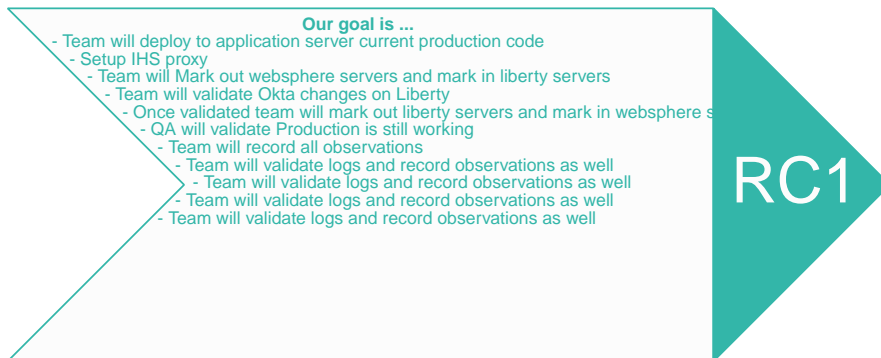 Our goal is ...
- Team will deploy to application server current production code
- Setup IHS proxy
- Team will Mark out websphere servers and mark in liberty servers
- Team will validate Okta changes on Liberty
- Once validated team will mark out liberty servers and mark in websphere s
- QA will validate Production is still working
- Team will record all observations
- Team will validate logs and record observations as well
- Team will validate logs and record observations as well
- Team will validate logs and record observations as well
- Team will validate logs and record observations as well
RC1